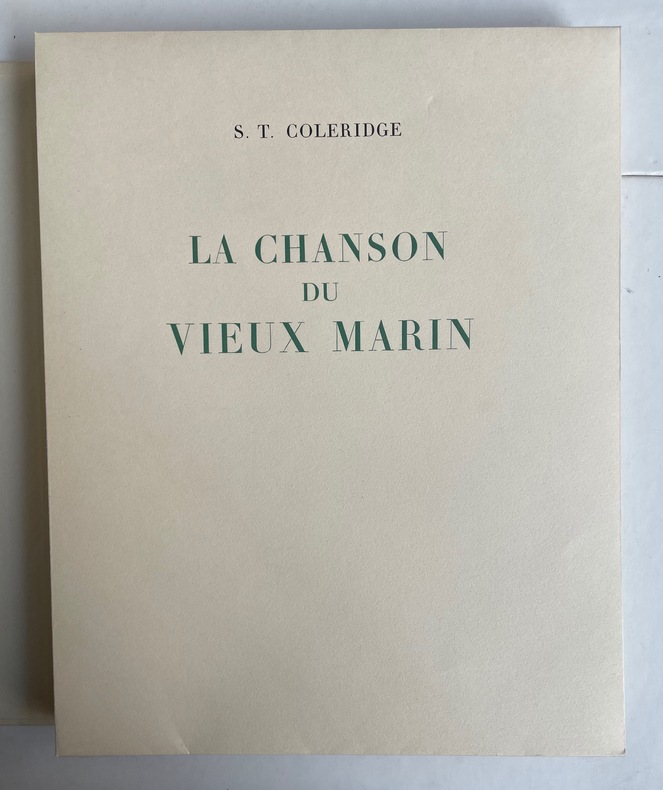 S. T. COLERIDGE
LA CHANSON
DU
VIEUX MARIN